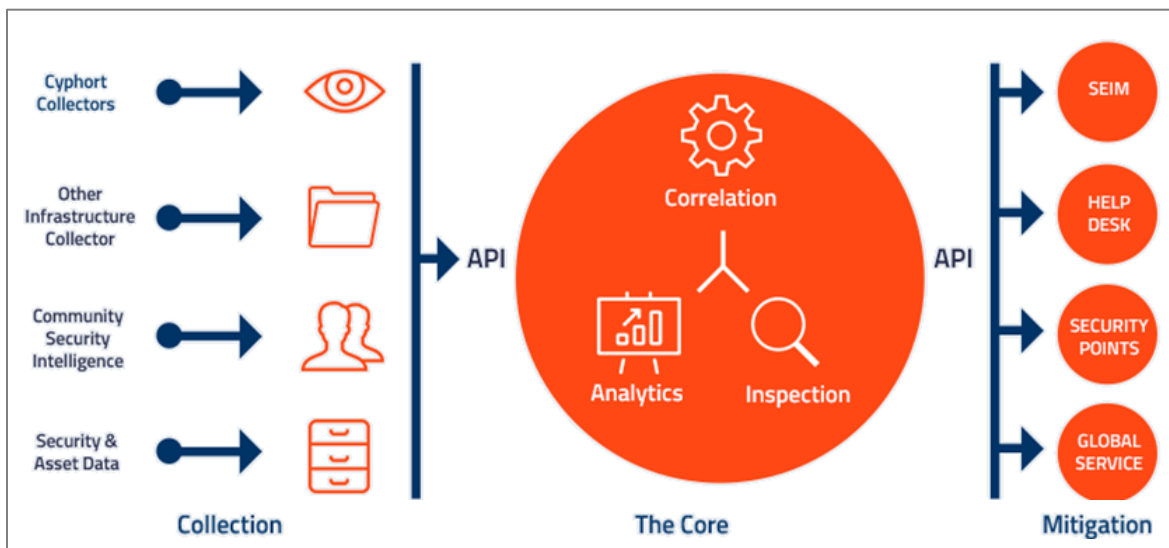 Cyphort
Collectors
Other
Infrastructure
Collector
Community
Security
Intelligence
Security &
Asset Data
Collection
API
Correlation
Analytics
Inspection
The Core
API
SEIM
HELP
DESK
SECURITY
POINTS
GLOBAL
SERVICE
Mitigation